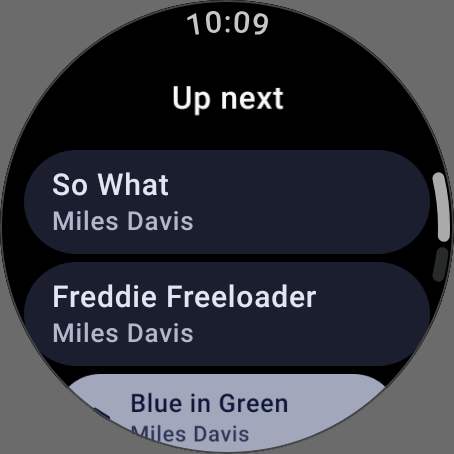 10:09
Up next
So What
Miles Davis
Freddie Freeloader
Miles Davis
Blue in Green
Miles Davis